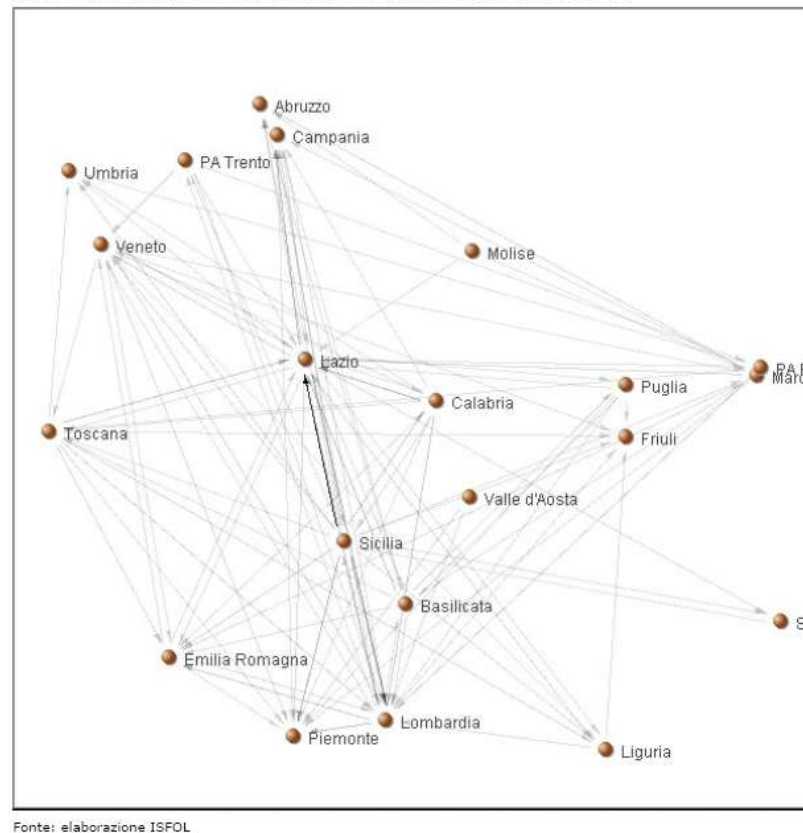 Abruzzo
Campania
PA Trento
Umbria
Veneto
Molise
Lazio
PA
Puglia
Calabria
Toscana
Friuli
Valle d'Aosta
Sicilia
Basilicata
S
Emilia Romagna
Lombardia
Piemonte
Liguria
Fonte: elaborazione ISFOL